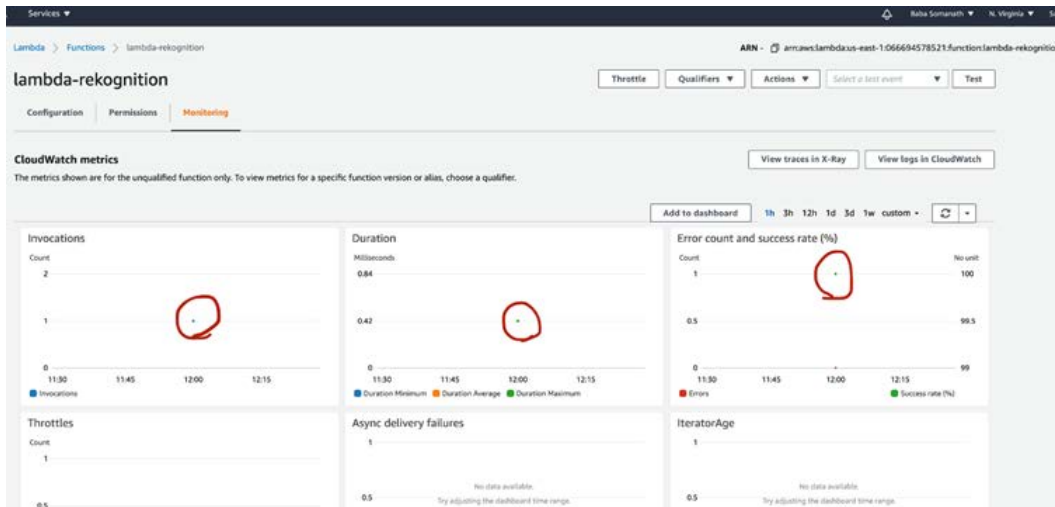 Services ▼ Baba Somanath ▼ N. Virginia ▼
Lambda > Functions > lambda-rekognition ARN - arn:aws:lambda:us-east-1:066694578521:function:lambda-rekognitio
lambda-rekognition Throttle Qualifiers ▼ Actions ▼ Select a test event ▼ Test
Configuration Permissions Monitoring
CloudWatch metrics View traces in X-Ray View logs in CloudWatch
The metrics shown are for the unqualified function only. To view metrics for a specific function version or alias, choose a qualifier.
Add to dashboard 1h 3h 12h 1d 3d 1w custom
Invocations
Count
2
1
0
11:30 11:45 12:00 12:15
Invocations
Duration
Milliseconds
0.84
0.42
0
11:30 11:45 12:00 12:15
Duration Minimum Duration Average Duration Maximum
Error count and success rate (%)
Count No unit
1 100
0.5 99.5
0 99
11:30 11:45 12:00 12:15
Errors Success rate (%)
Throttles
Count
1
0.5
Async delivery failures
1
No data available.
0.5
Try adjusting the dashboard time range.
IteratorAge
1
No data available.
0.5
Try adjusting the dashboard time range.